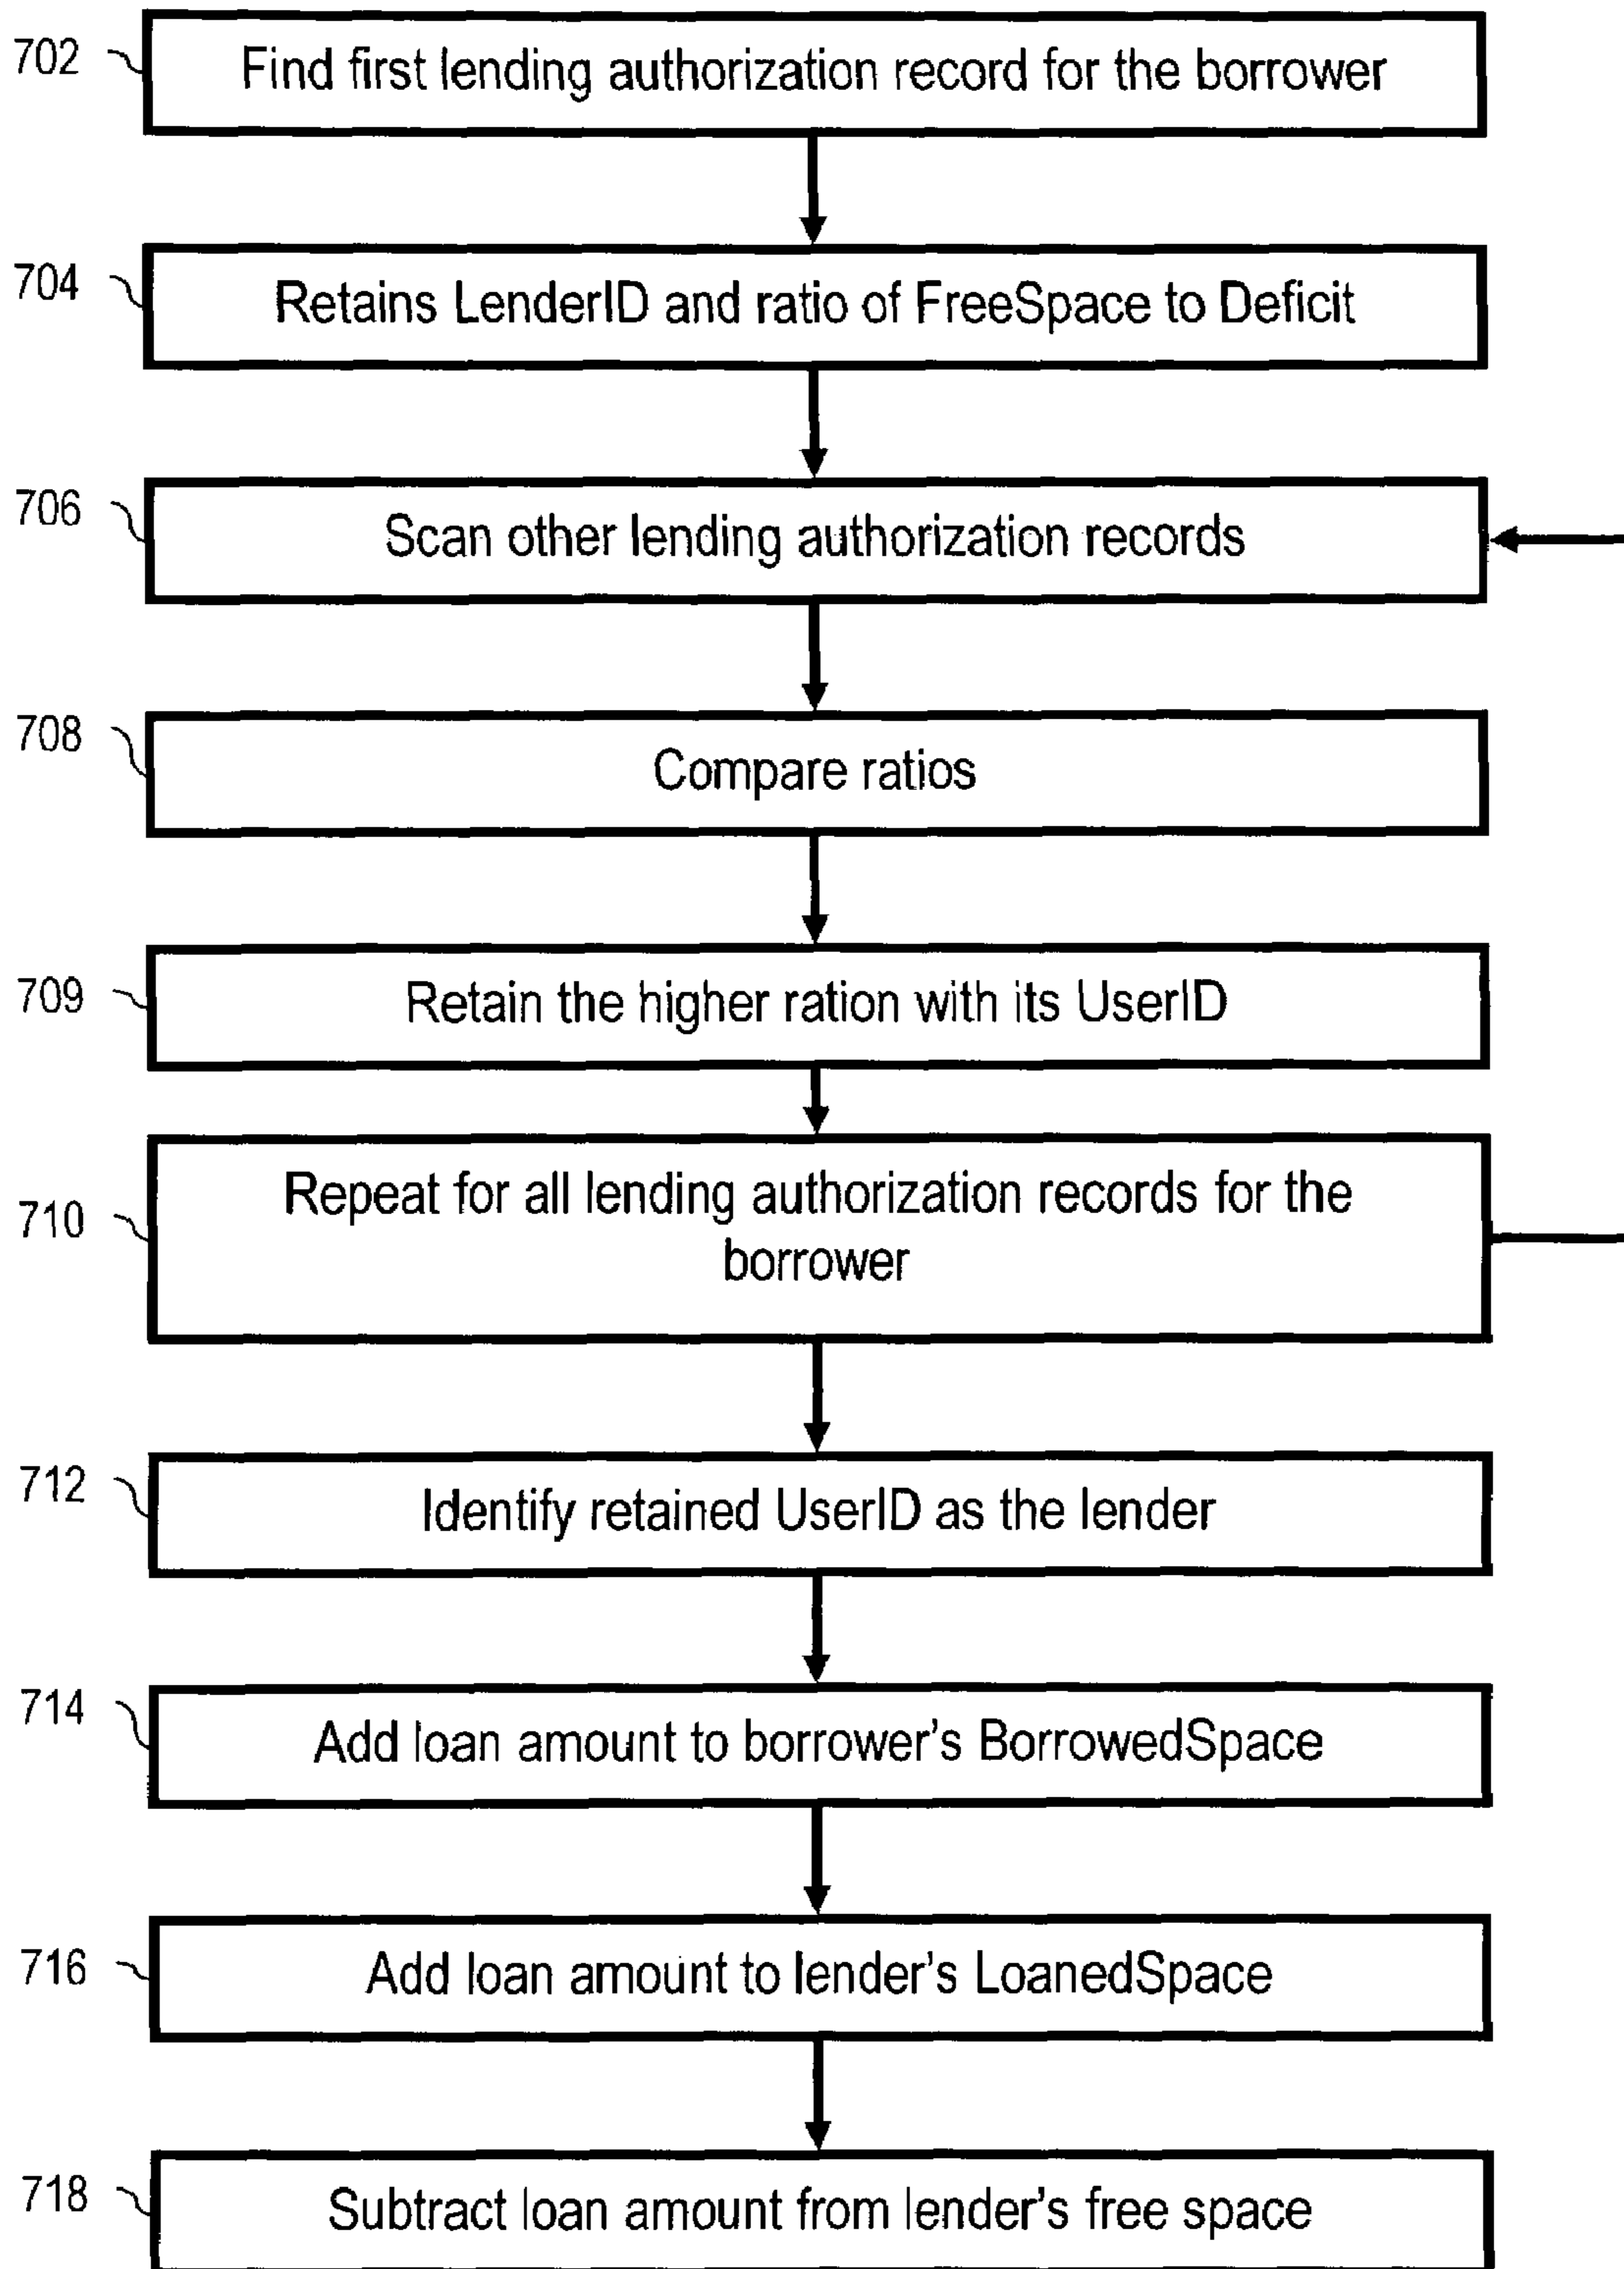 702 Find first lending authorization record for the borrower
704 Retains LenderID and ratio of FreeSpace to Deficit
706 Scan other lending authorization records
708 Compare ratios
709 Retain the higher ration with its UserID
710 Repeat for all lending authorization records for the
borrower
712 Identify retained UserID as the lender
714 Add loan amount to borrower's BorrowedSpace
716 Add loan amount to lender's LoanedSpace
718 Subtract loan amount from lender's free space